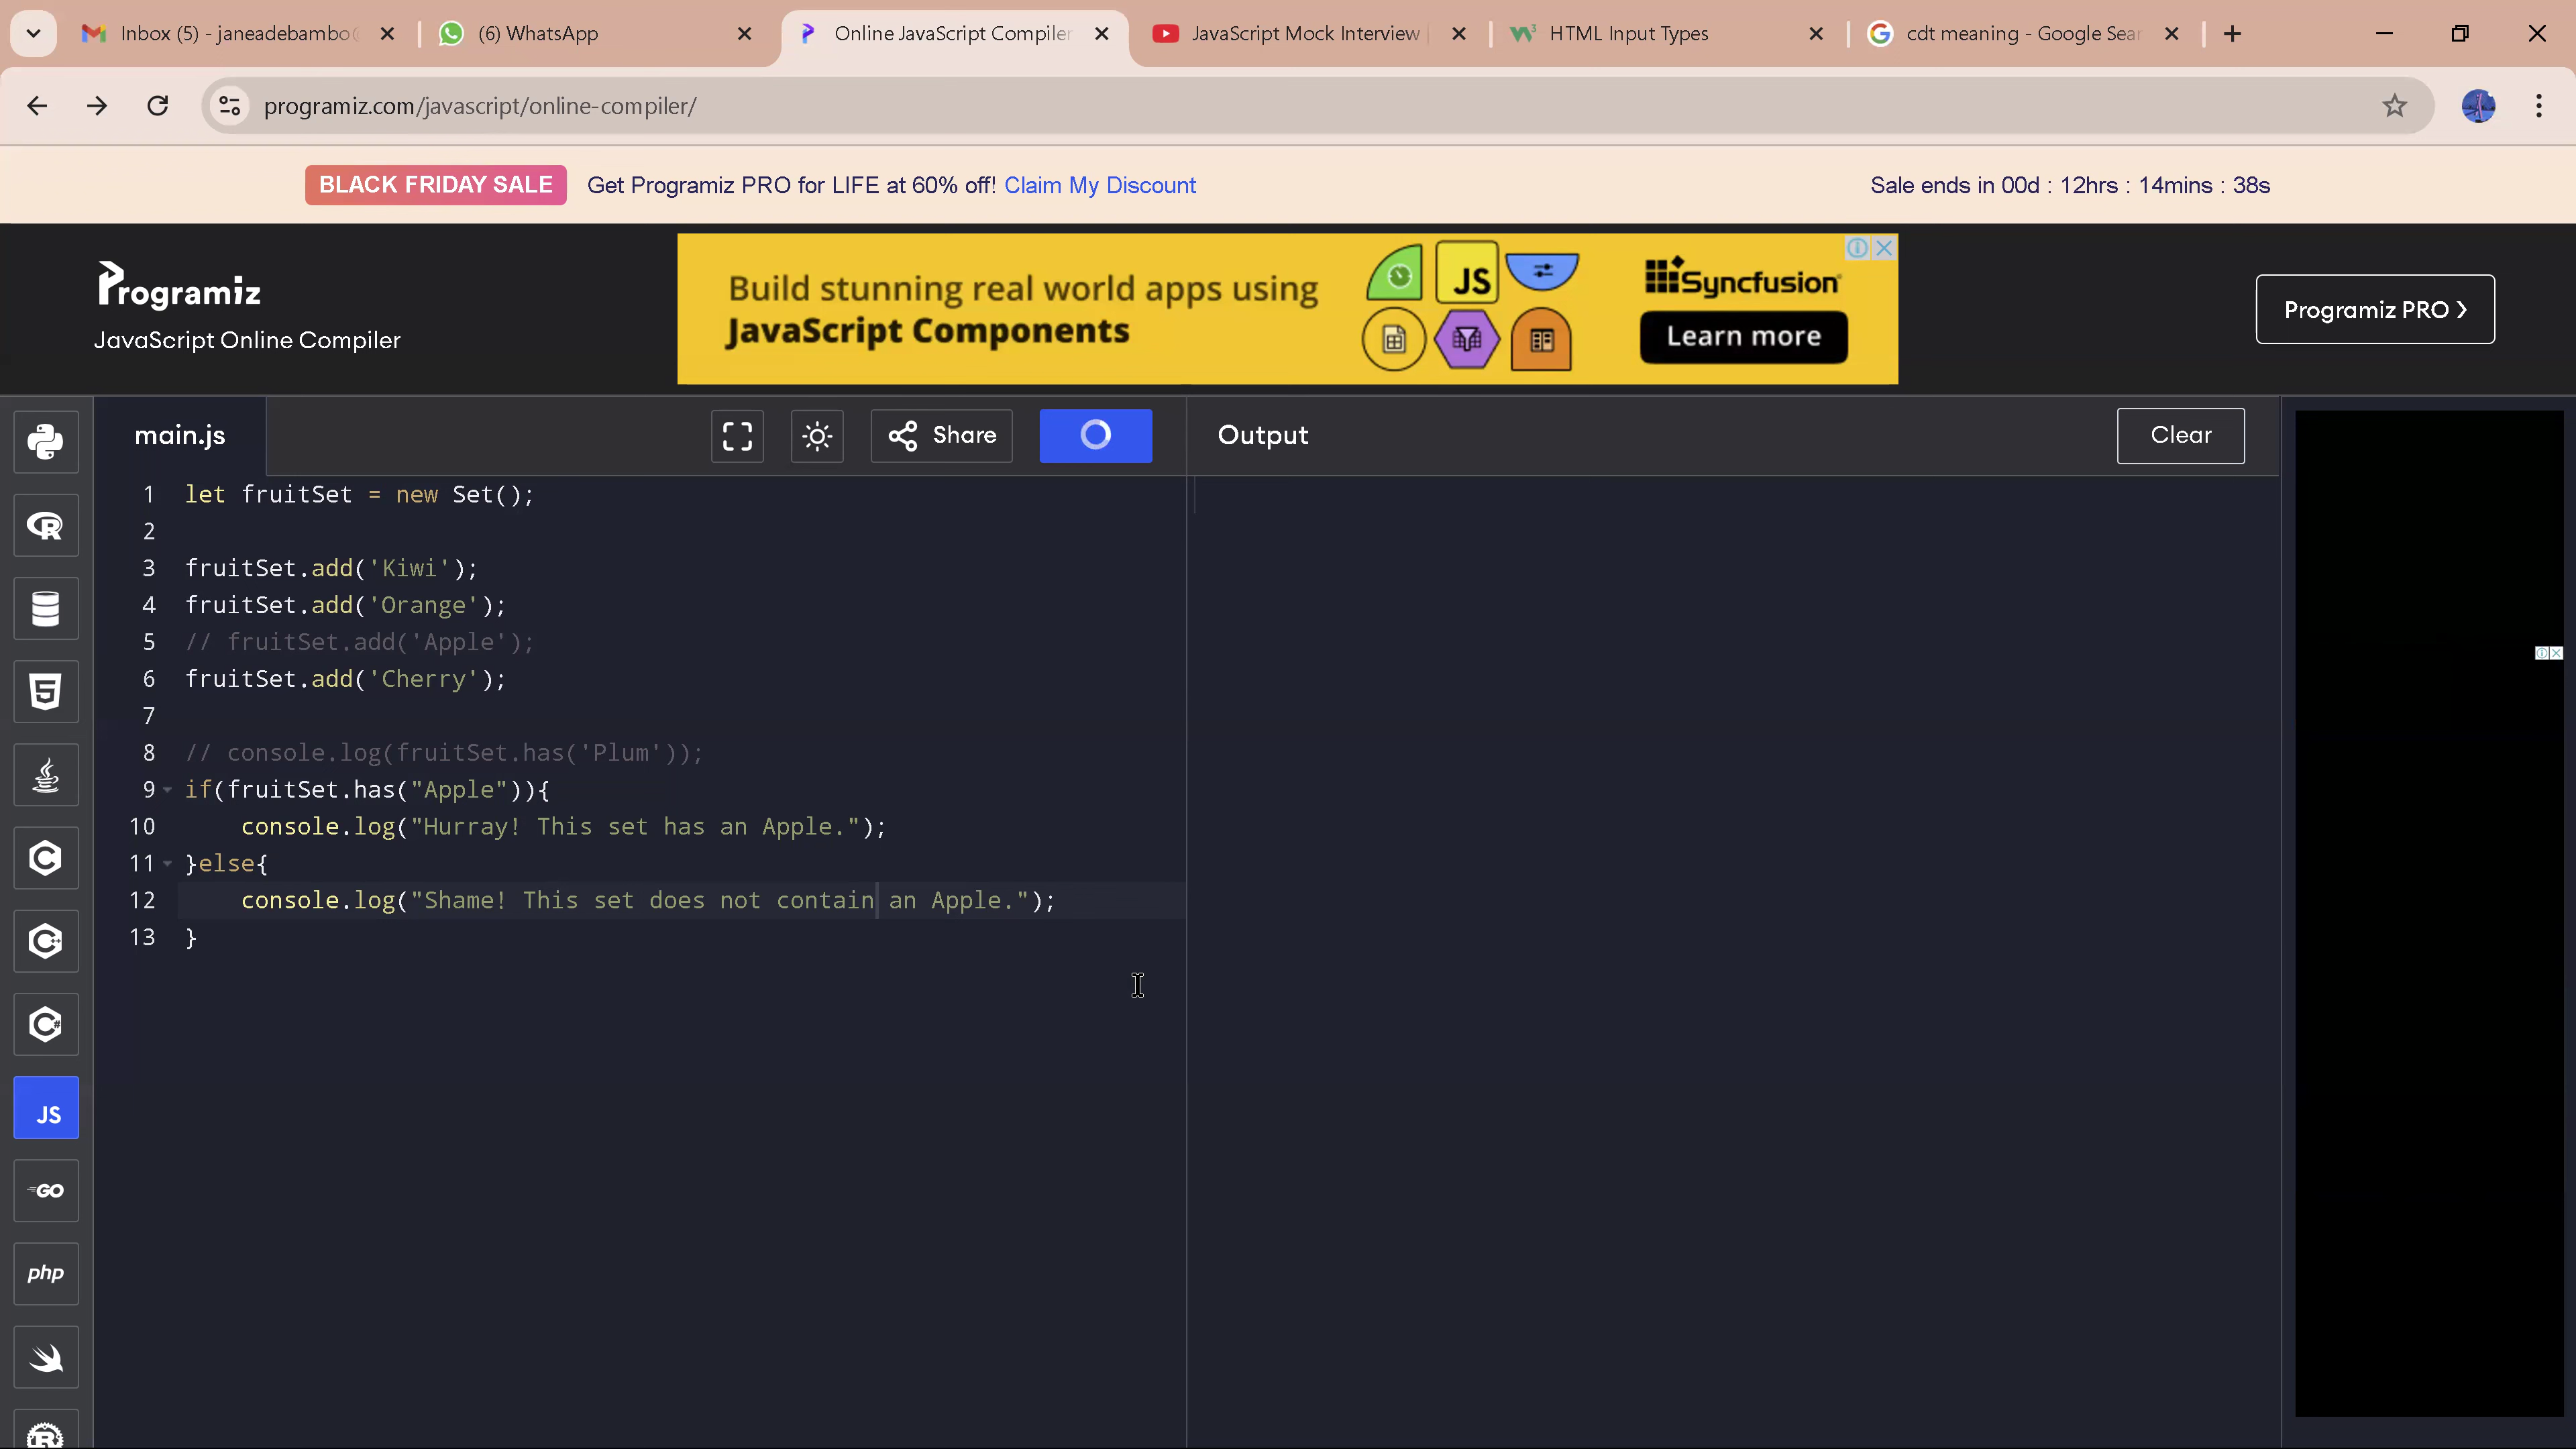 Inbox (5) - janeadebambo@
(6) WhatsApp
Online JavaScript Compiler
JavaScript Mock Interview
HTML Input Types
cdt meaning - Google Sear
programiz.com/javascript/online-compiler/
BLACK FRIDAY SALE Get Programiz PRO for LIFE at 60% off! Claim My Discount
Sale ends in 00d : 12hrs : 14mins : 38s
Programiz
JavaScript Online Compiler
Build stunning real world apps using
JavaScript Components
JS
Syncfusion
Learn more
Programiz PRO
main.js
Share
Output
Clear
1 let fruitSet = new Set();
2
3 fruitSet.add('Kiwi');
4 fruitSet.add('Orange');
5 // fruitSet.add('Apple');
6 fruitSet.add('Cherry');
7
8 // console.log(fruitSet.has('Plum'));
9 if(fruitSet.has("Apple")){
10 console.log("Hurray! This set has an Apple.");
11 }else{
12 console.log("Shame! This set does not contain an Apple.");
13 }
R
5
C
C
C#
JS
GO
php
R